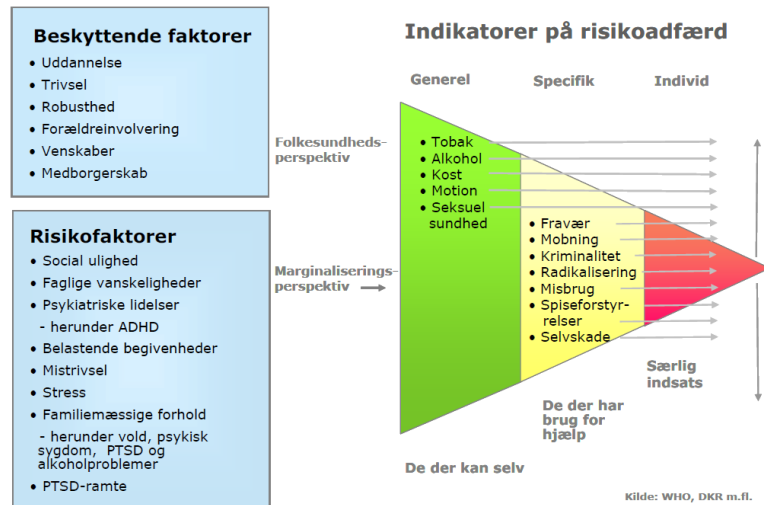 Beskyttende faktorer
• Uddannelse
• Trivsel
• Robusthed
• Forældreinvolvering
• Venskaber
• Medborgerskab
Risikofaktorer
• Social ulighed
• Faglige vanskeligheder
• Psykiatriske lidelser
- herunder ADHD
• Belastende begivenheder
• Mistrivsel
• Stress
• Familiemæssige forhold
- herunder vold, psykisk
sygdom, PTSD og
alkoholproblemer
• PTSD-ramte
Folkesundheds-
perspektiv
Marginaliserings-
perspektiv
Indikatorer på risikoadfærd
Generel
Specifik
Individ
• Tobak
• Alkohol
• Kost
• Motion
• Seksuel
sundhed
• Fravær
• Mobning
• Kriminalitet
• Radikalisering
• Misbrug
• Spiseforstyr-
relser
• Selvskade
Særlig
indsats
De der har
brug for
hjælp
De der kan selv
Kilde: WHO, DKR m.fl.